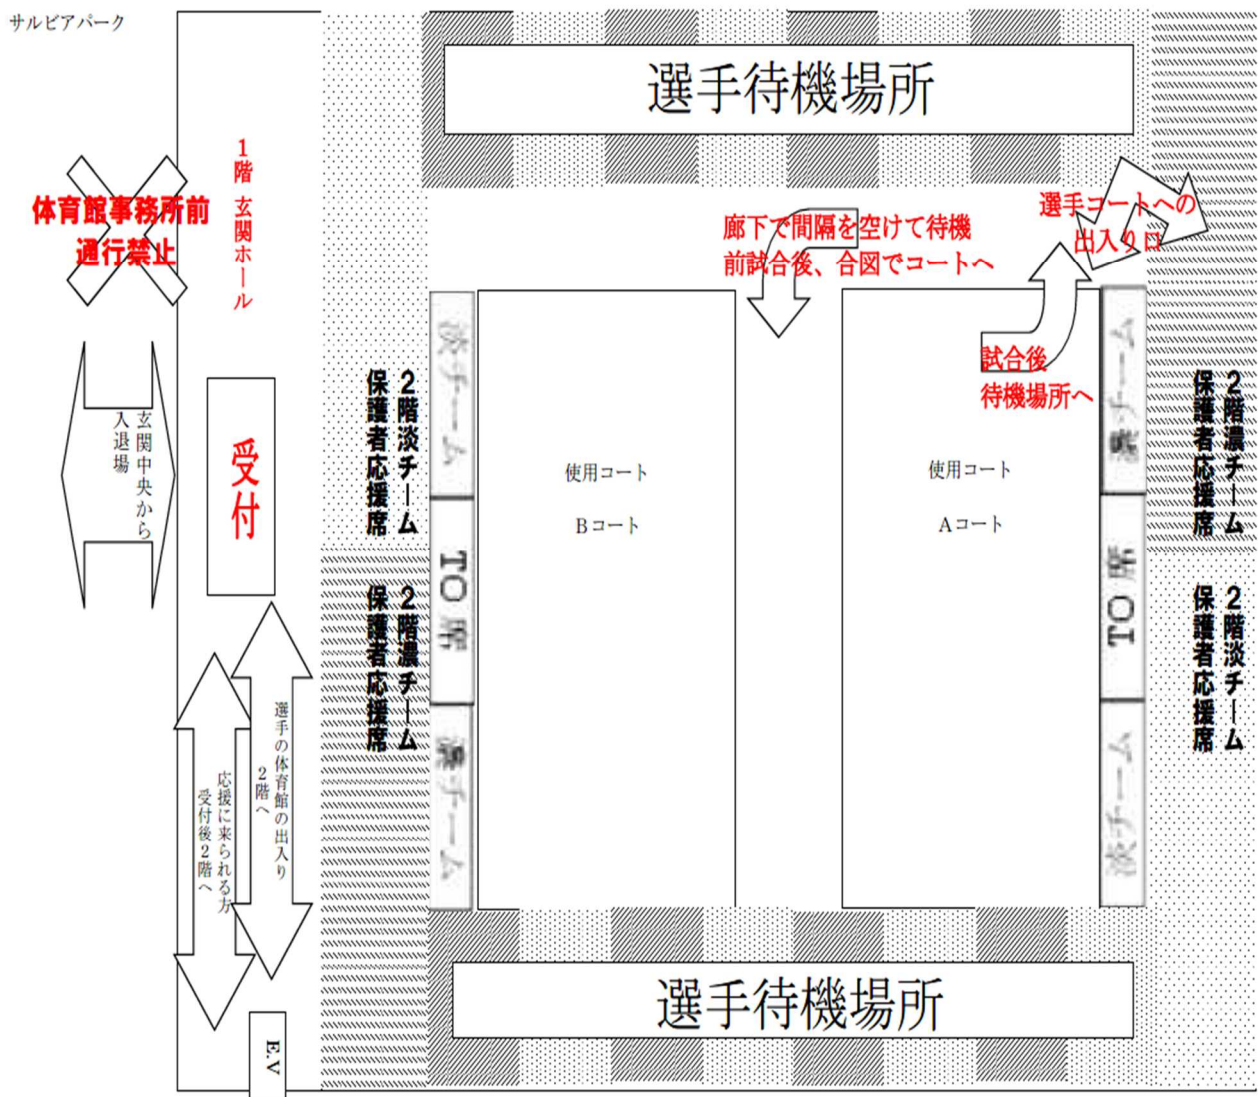 サルビアパーク
選手待機場所
1階 玄関ホール
体育館事務所前
通行禁止
選手コートへの
出入り口
廊下で間隔を空けて待機
前試合後、合図でコートへ
試合後
待機場所へ
玄関中央から
入退場
受付
2階淡チーム
保護者応援席
淡チーム
使用コート
Bコート
使用コート
Aコート
濃チーム
2階濃チーム
保護者応援席
TO 席
TO 席
2階濃チーム
保護者応援席
2階淡チーム
保護者応援席
選手の体育館の出入り
2階へ
応援に来られる方
受付後2階へ
濃チーム
淡チーム
選手待機場所
E.V